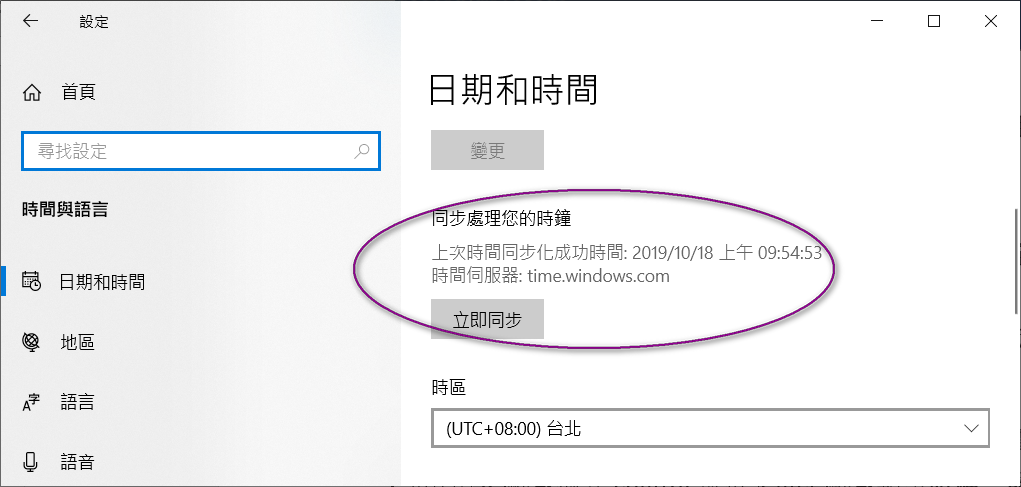 設定
首頁
尋找設定
時間與語言
日期和時間
地區
語言
語音
日期和時間
變更
同步處理您的時鐘
上次時間同步化成功時間: 2019/10/18 上午 09:54:53
時間伺服器: time.windows.com
立即同步
時區
(UTC+08:00) 台北